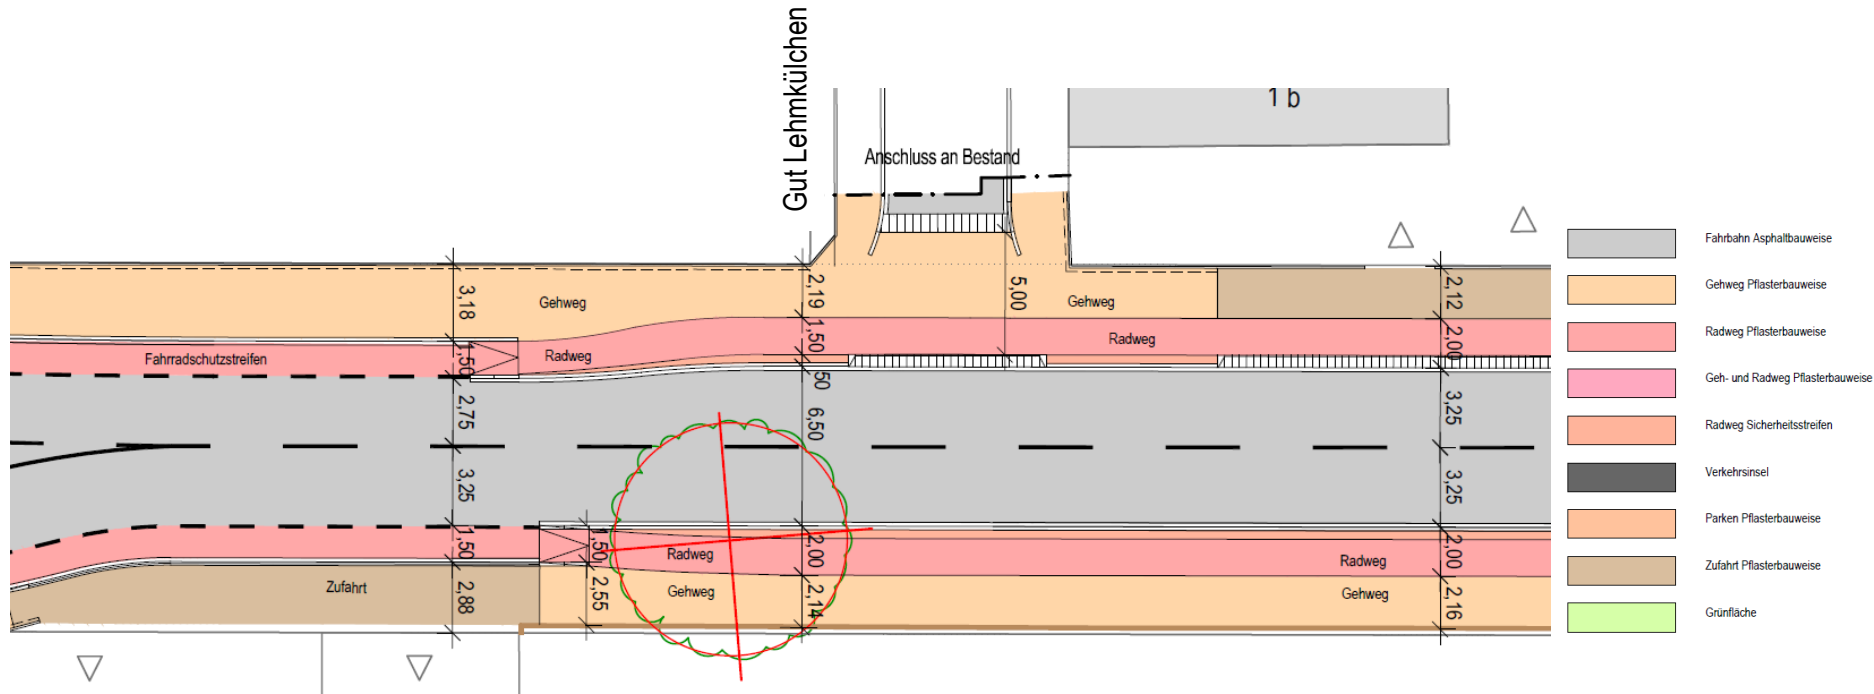 Gut Lehmkülchen
1 b
Anschluss an Bestand
3,18
Gehweg
2,19
5,00
Gehweg
2,12
Fahrradschutzstreifen
1,50
Radweg
1,50
Radweg
2,00
2,75
50
6,50
3,25
3,25
3,25
1,50
1,50
Radweg
2,00
Radweg
2,00
Zufahrt
2,88
2,55
Gehweg
2,14
Gehweg
2,16
Fahrbahn Asphaltbauweise
Gehweg Pflasterbauweise
Radweg Pflasterbauweise
Geh- und Radweg Pflasterbauweise
Radweg Sicherheitsstreifen
Verkehrsinsel
Parken Pflasterbauweise
Zufahrt Pflasterbauweise
Grünfläche